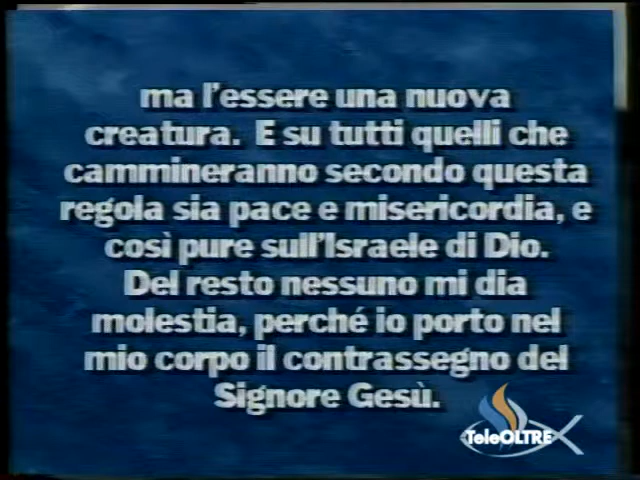 ma l'essere una nuova
creatura. E su tutti quelli che
cammineranno secondo questa
regola sia pace e misericordia, e
così pure sull'Israele di Dio.
Del resto nessuno mi dia
molestia, perché io porto nel
mio corpo il contrassegno del
Signore Gesù.
TeleOLTRE